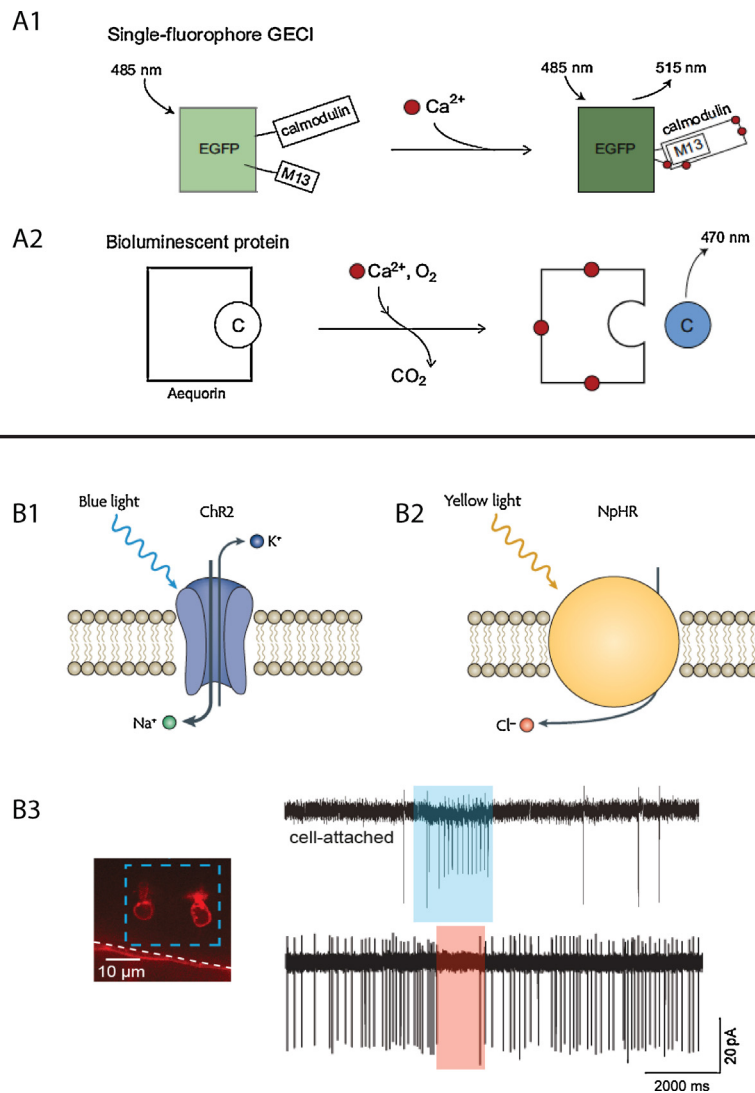 A1
Single-fluorophore GECI
485 nm
EGFP
calmodulin
M13
Ca²⁺
485 nm
515 nm
EGFP
calmodulin
M13
A2
Bioluminescent protein
C
Aequorin
Ca²⁺, O₂
CO₂
470 nm
C
B1
Blue light
ChR2
K⁺
Na⁺
B2
Yellow light
NpHR
Cl⁻
B3
10 µm
cell-attached
20 pA
2000 ms